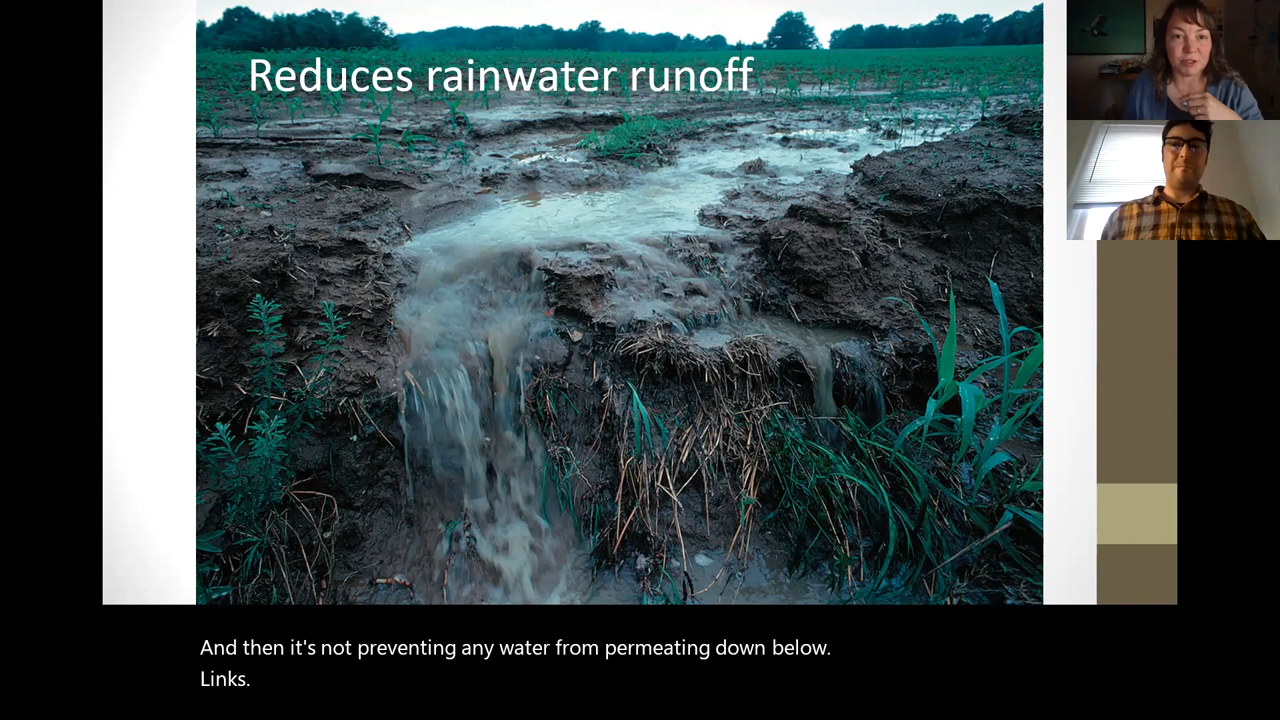 Reduces rainwater runoff
And then it's not preventing any water from permeating down below.
Links.